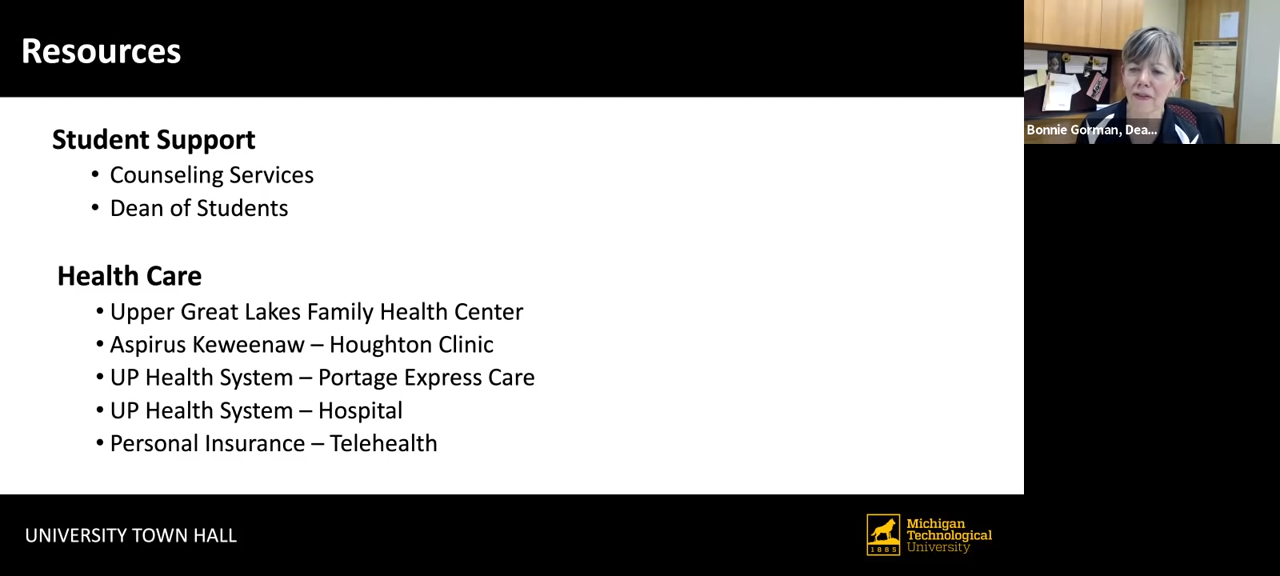 Resources
Student Support
• Counseling Services
• Dean of Students
Health Care
• Upper Great Lakes Family Health Center
• Aspirus Keweenaw – Houghton Clinic
• UP Health System – Portage Express Care
• UP Health System – Hospital
• Personal Insurance – Telehealth
UNIVERSITY TOWN HALL
1885
Michigan
Technological
University
Bonnie Gorman, Dea...